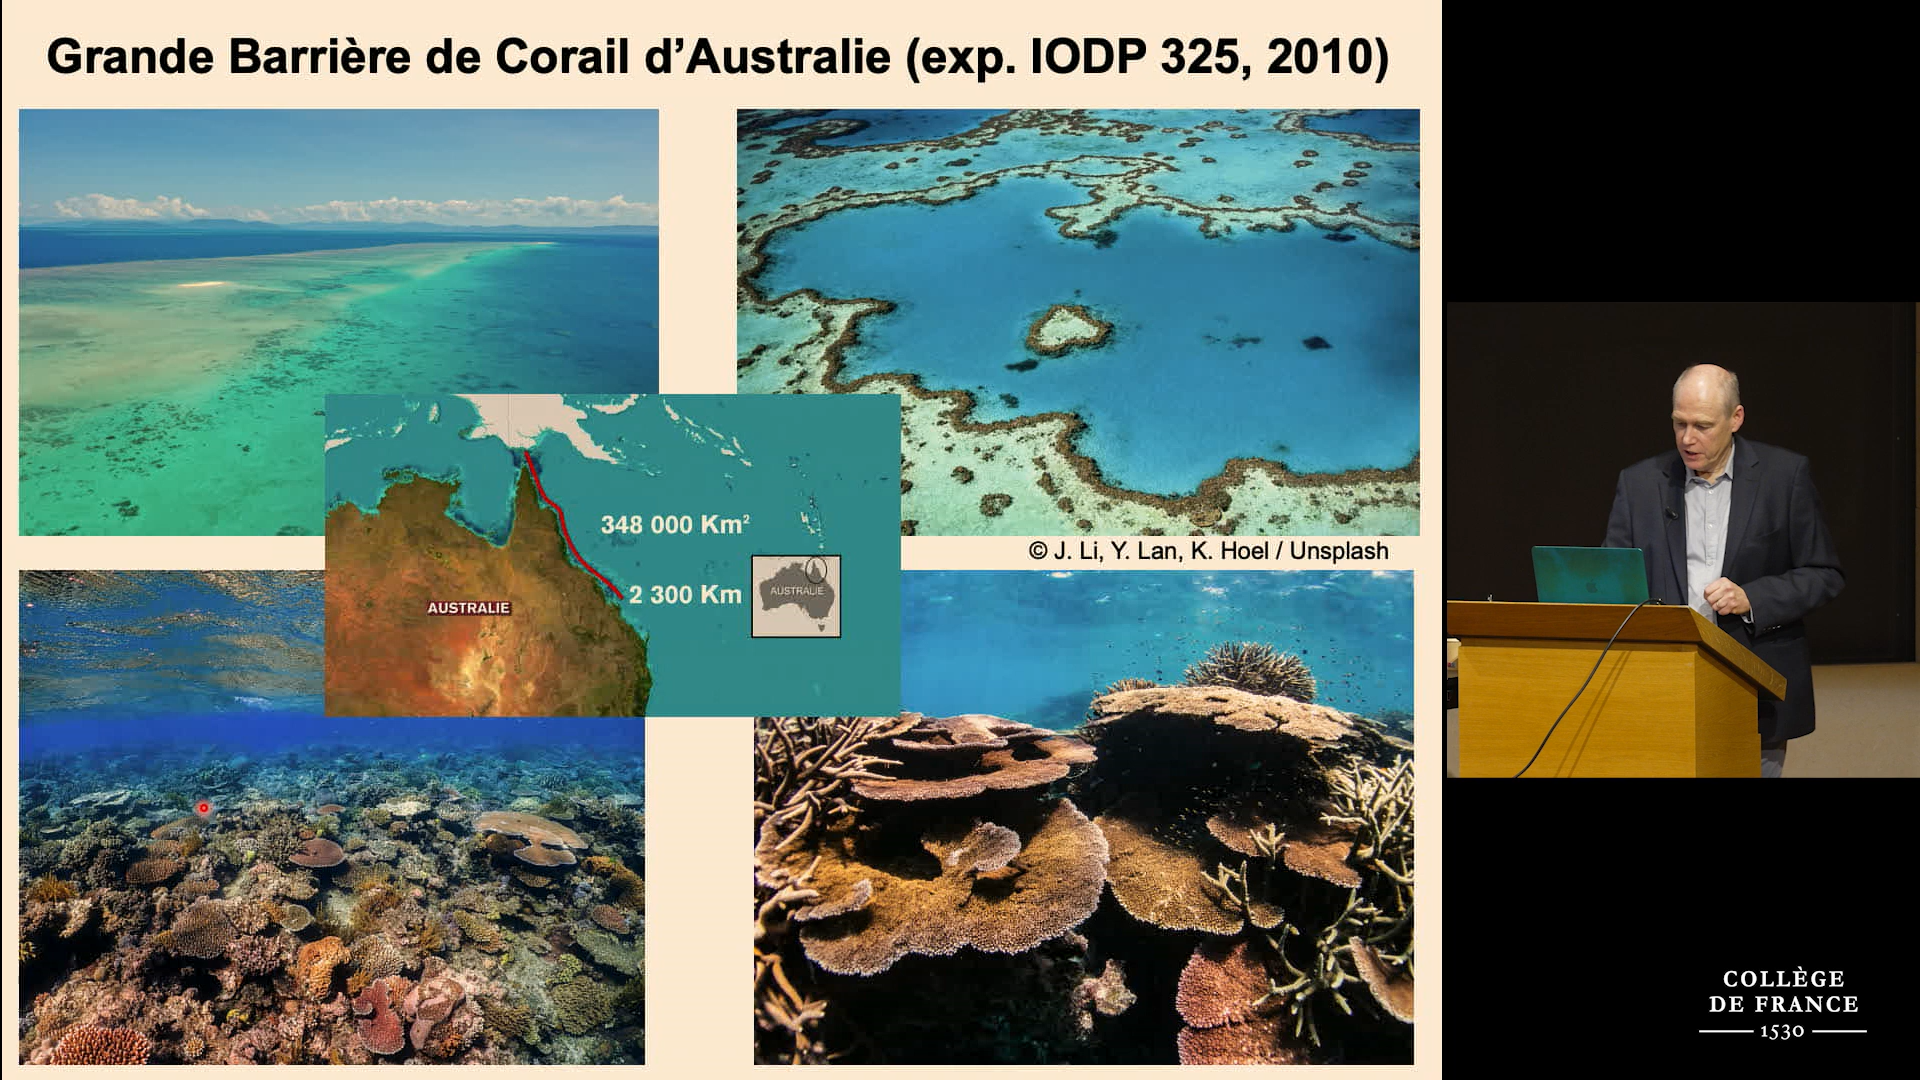 Grande Barrière de Corail d’Australie (exp. IODP 325, 2010)
348 000 Km²
2 300 Km
AUSTRALIE
AUSTRALIE
© J. Li, Y. Lan, K. Hoel / Unsplash
COLLÈGE
DE FRANCE
1530